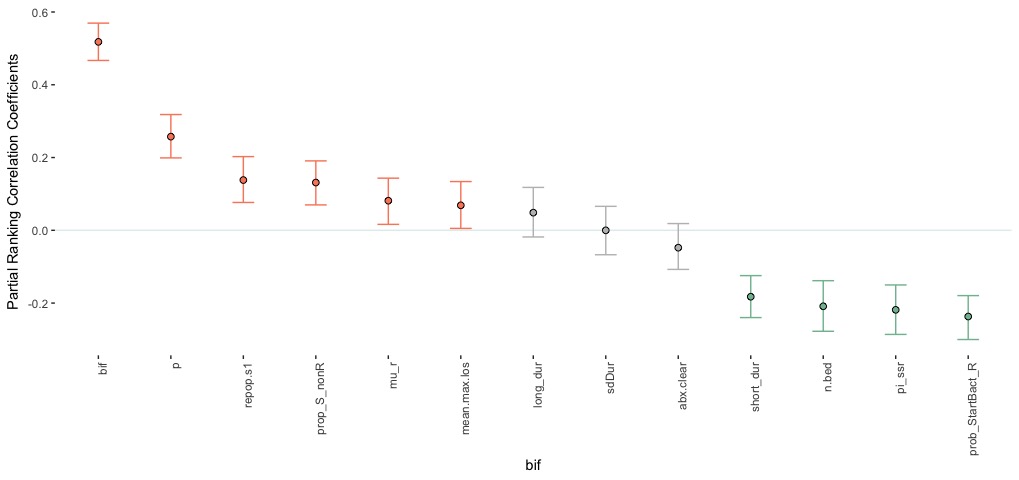 Partial Ranking Correlation Coefficients
0.6
0.4
0.2
0.0
-0.2
bif
p
repop.s1
prop_S_nonR
mu_r
mean.max.los
long_dur
sdDur
abx.clear
short_dur
n.bed
pi_ssr
prob_StartBact_R
bif